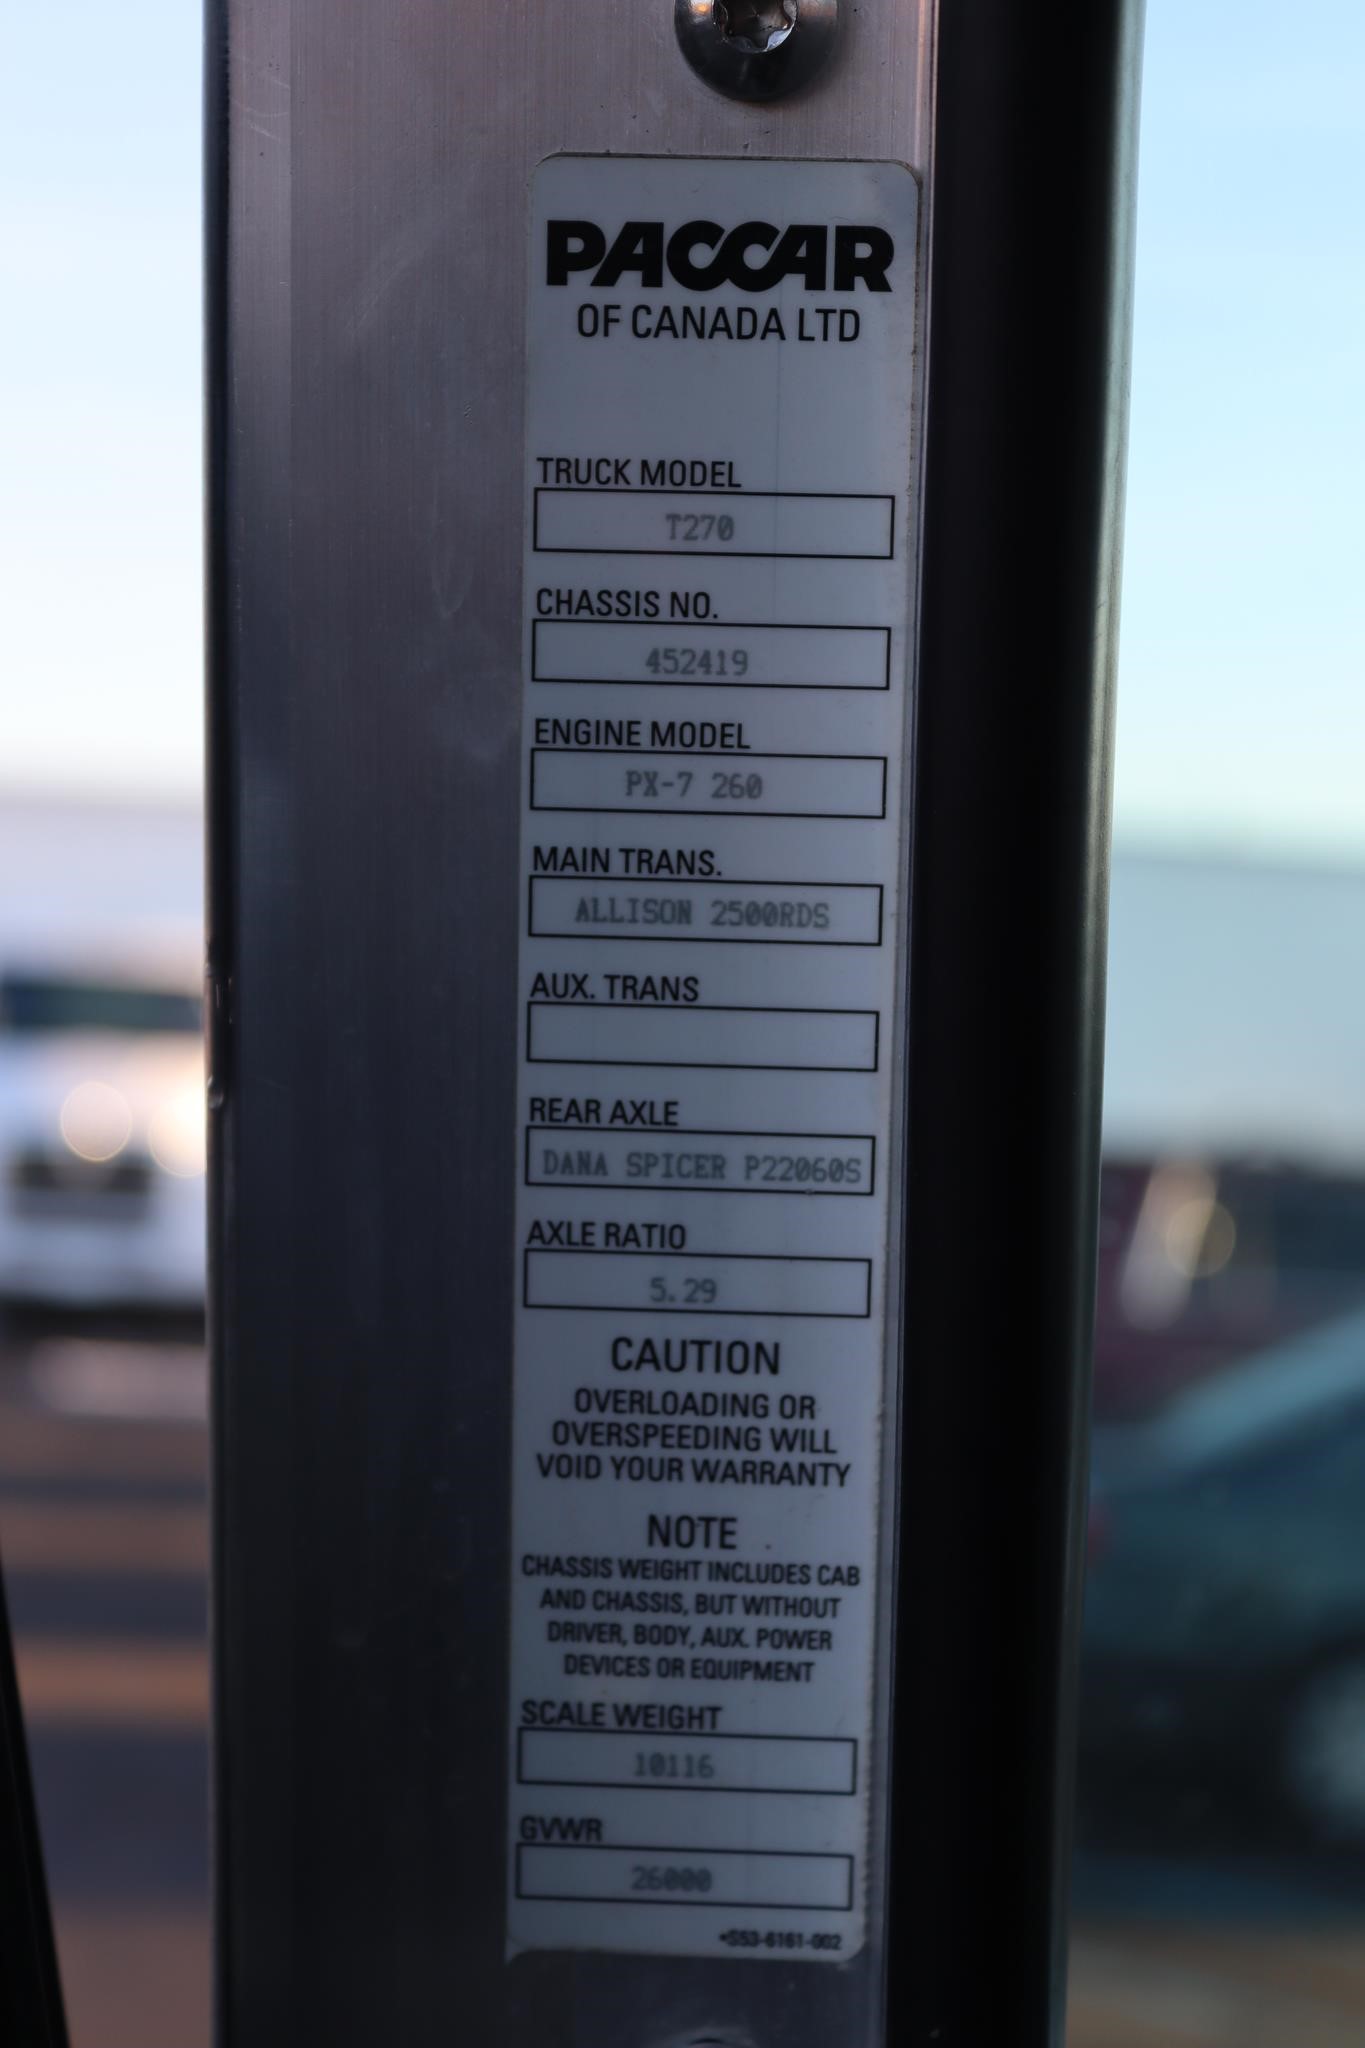 PACCAR
OF CANADA LTD
TRUCK MODEL
T270
CHASSIS NO.
452419
ENGINE MODEL
PX-7 260
MAIN TRANS.
ALLISON 2500RDS
AUX. TRANS
REAR AXLE
DANA SPICER P22060S
AXLE RATIO
5.29
CAUTION
OVERLOADING OR
OVERSPEEDING WILL
VOID YOUR WARRANTY
NOTE
CHASSIS WEIGHT INCLUDES CAB
AND CHASSIS, BUT WITHOUT
DRIVER, BODY, AUX. POWER
DEVICES OR EQUIPMENT
SCALE WEIGHT
10116
GVWR
26000
•S53-6161-002